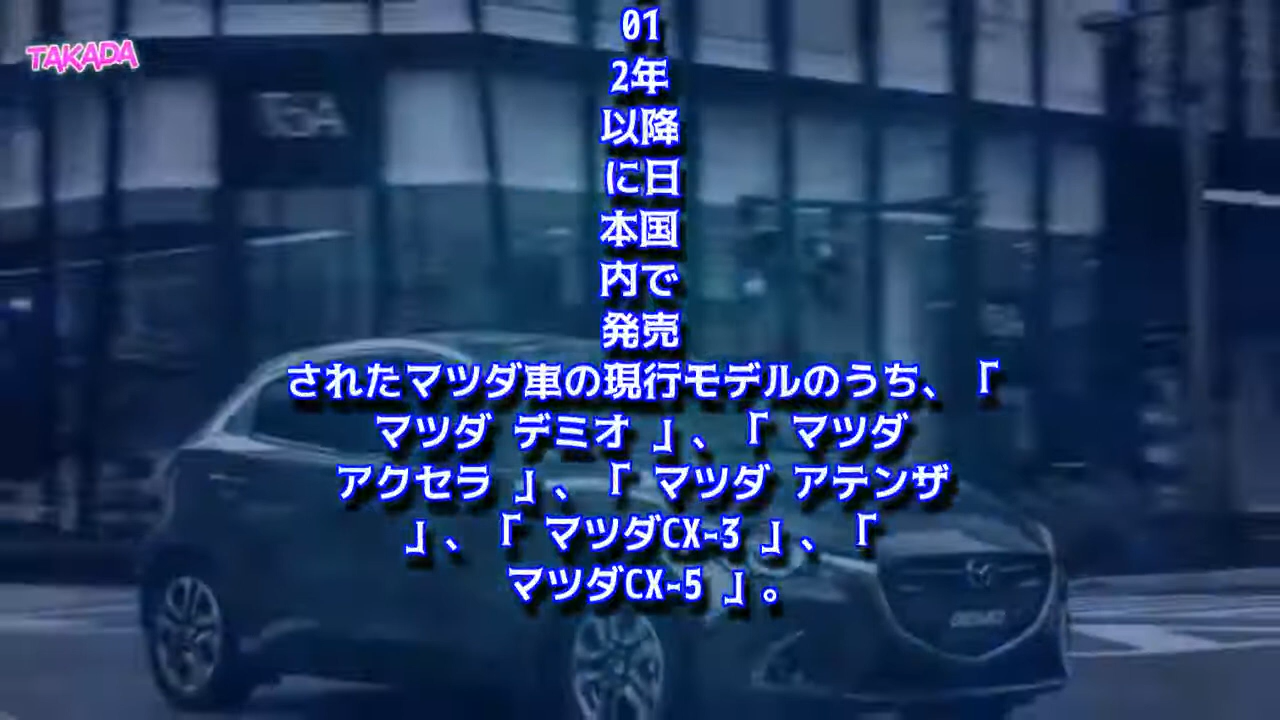 TAKADA
01
2年
以降
に日
本国
内で
発売
されたマツダ車の現行モデルのうち、「
マツダ デミオ 」、「 マツダ
アクセラ 」、「 マツダ アテンザ
」、「 マツダCX-3 」、「
マツダCX-5 」。